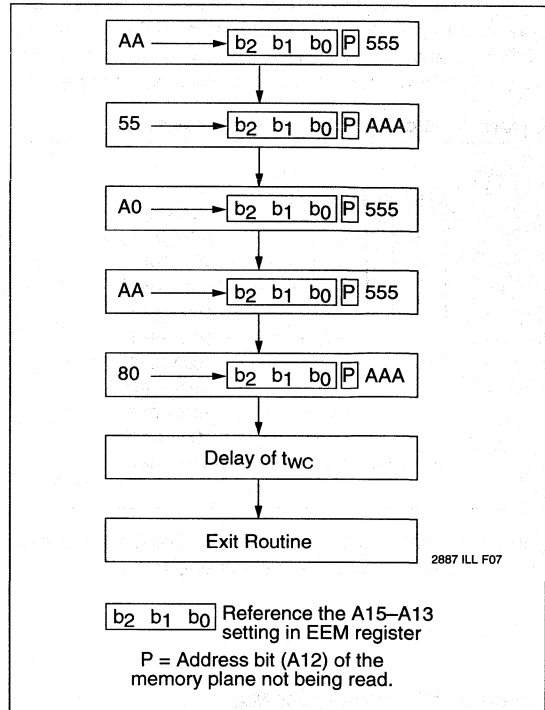 AA b2 b1 b0 P 555
55 b2 b1 b0 P AAA
A0 b2 b1 b0 P 555
AA b2 b1 b0 P 555
80 b2 b1 b0 P AAA
Delay of tWC
Exit Routine
2887 ILL F07
b2 b1 b0 Reference the A15–A13
setting in EEM register
P = Address bit (A12) of the
memory plane not being read.